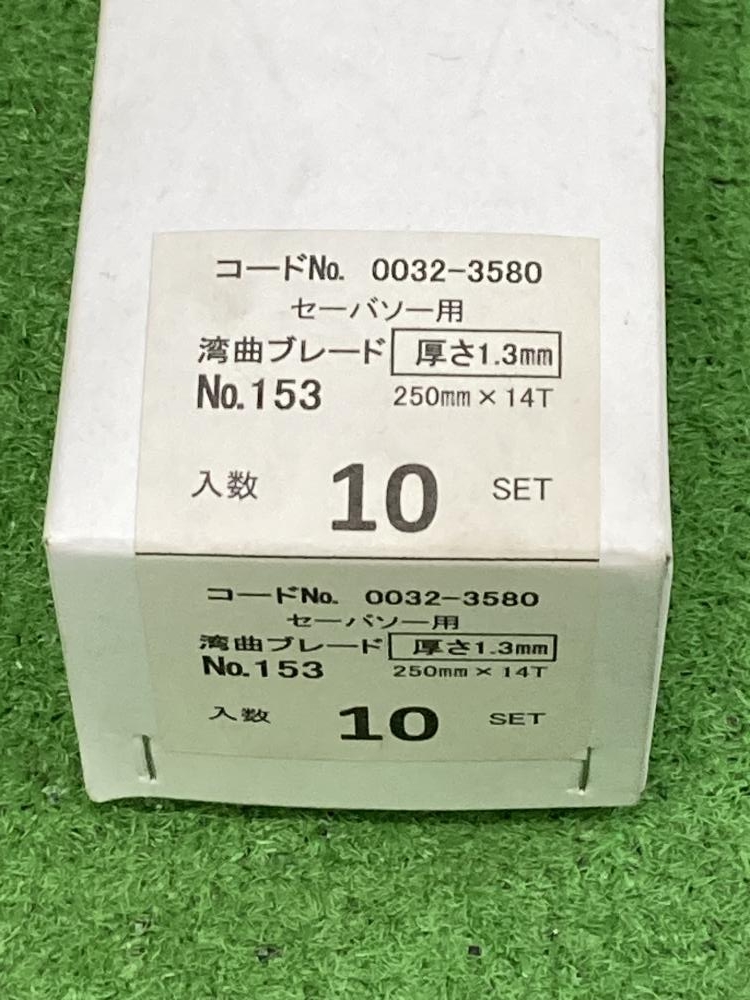 コードNo. 0032-3580
セーバソー用
湾曲ブレード 厚さ1.3mm
No.153 250mm×14T
入数 10 SET
コードNo. 0032-3580
セーバソー用
湾曲ブレード 厚さ1.3mm
No.153 250mm×14T
入数 10 SET